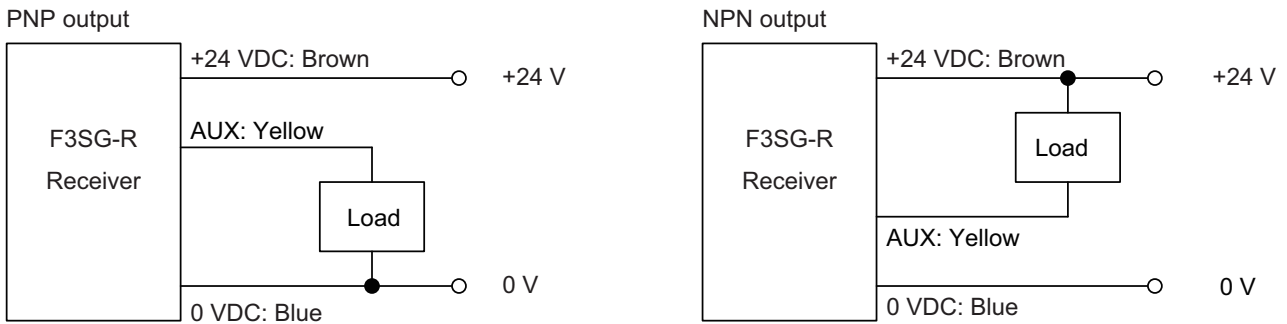 PNP output
+24 VDC: Brown
+24 V
AUX: Yellow
F3SG-R
Receiver
Load
0 V
0 VDC: Blue
NPN output
+24 VDC: Brown
+24 V
Load
F3SG-R
Receiver
AUX: Yellow
0 V
0 VDC: Blue